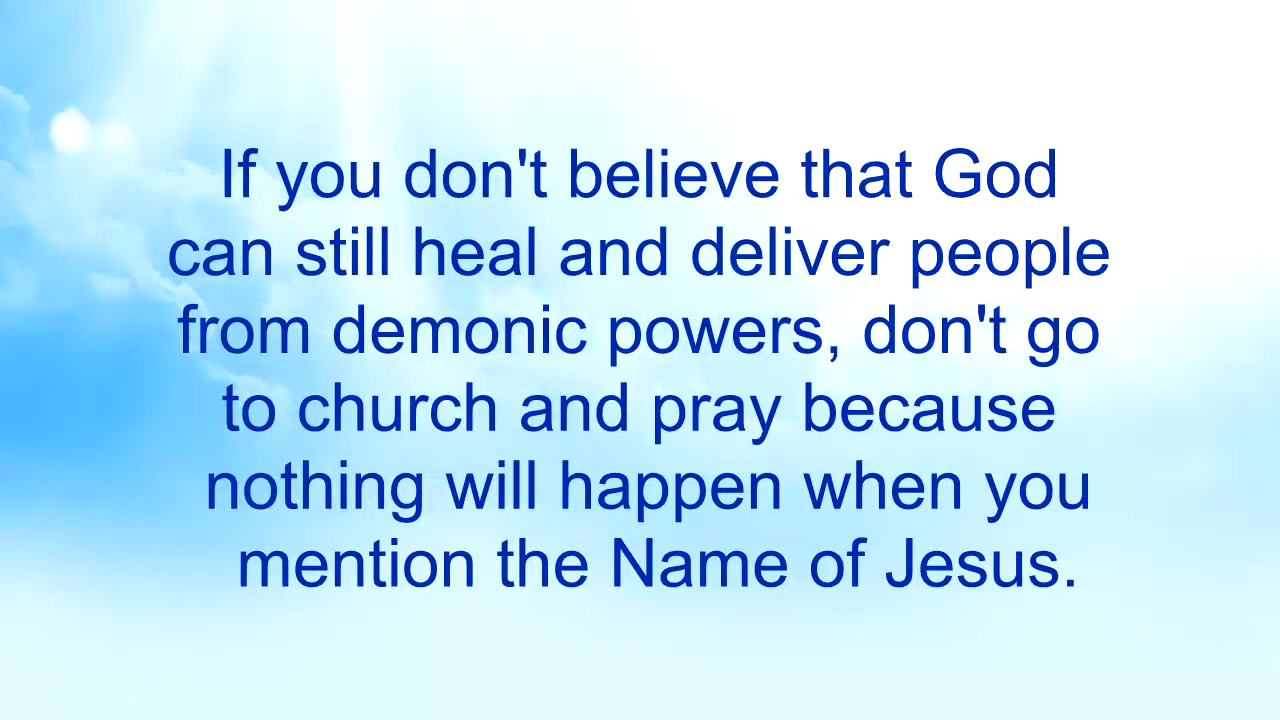 If you don't believe that God
can still heal and deliver people
from demonic powers, don't go
to church and pray because
nothing will happen when you
mention the Name of Jesus.